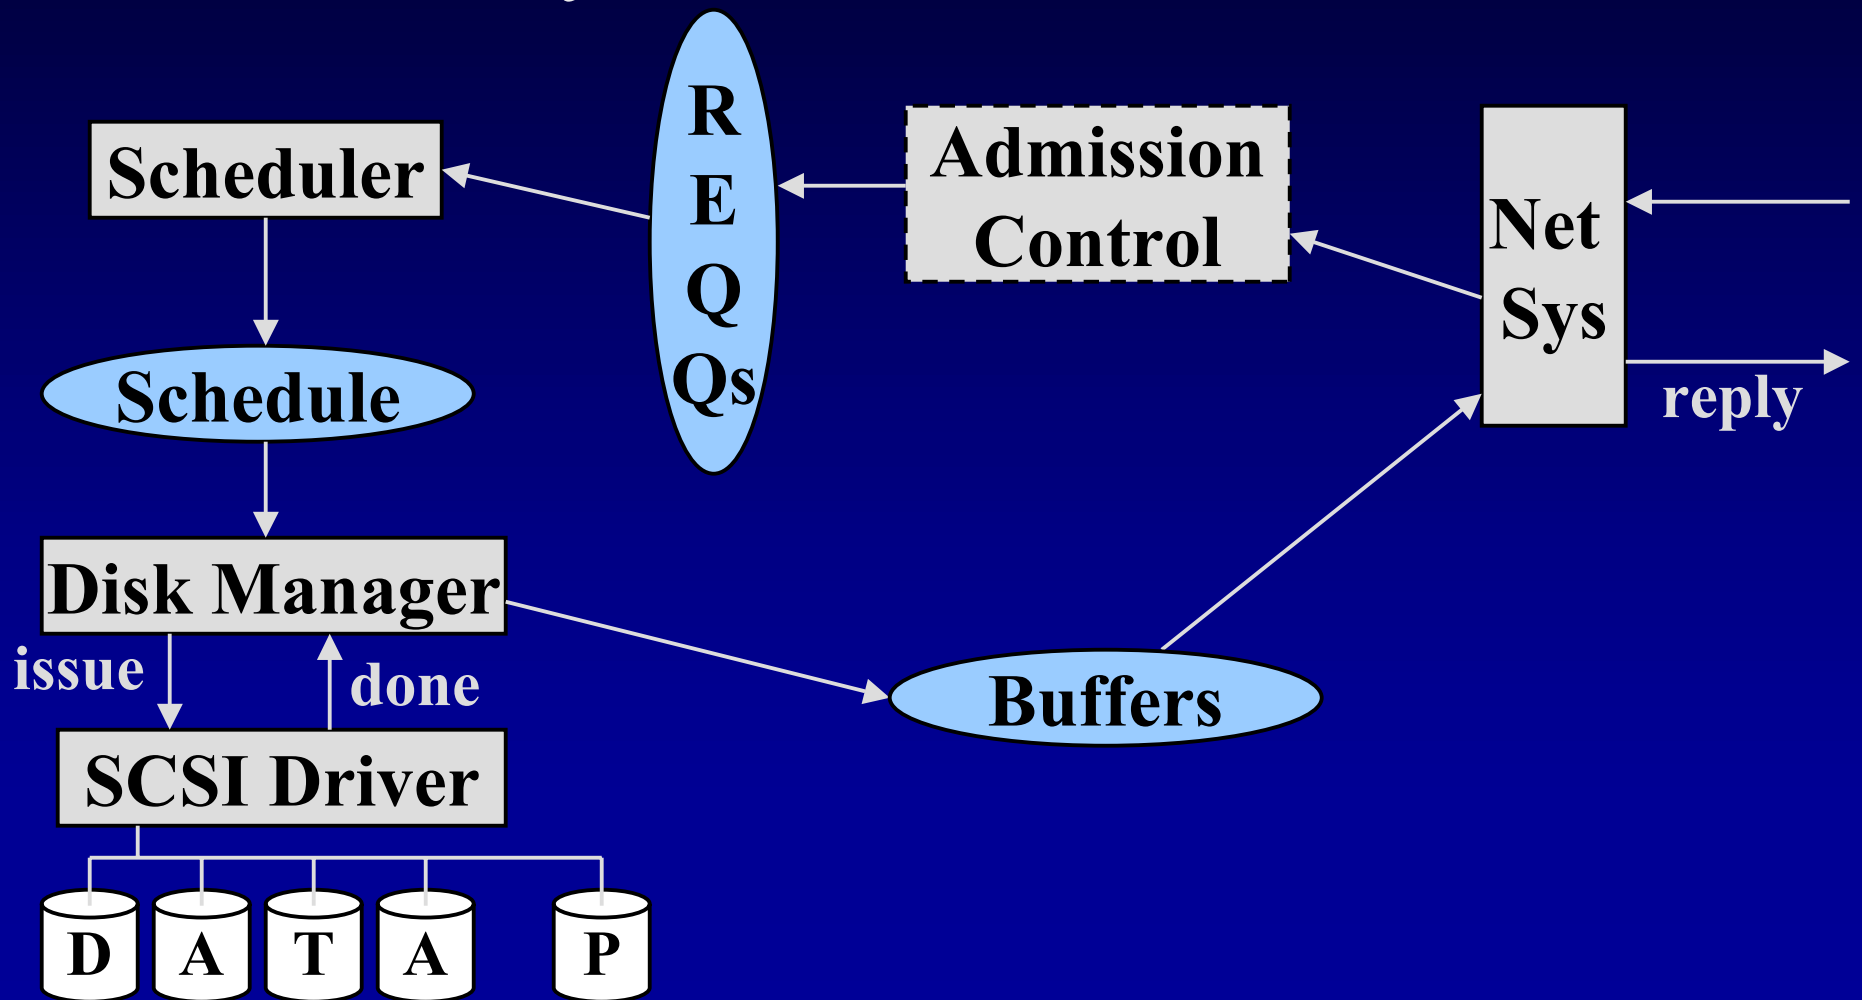 Scheduler
R
E
Q
Qs
Admission
Control
Net
Sys
reply
Schedule
Disk Manager
issue
done
Buffers
SCSI Driver
D A T A P